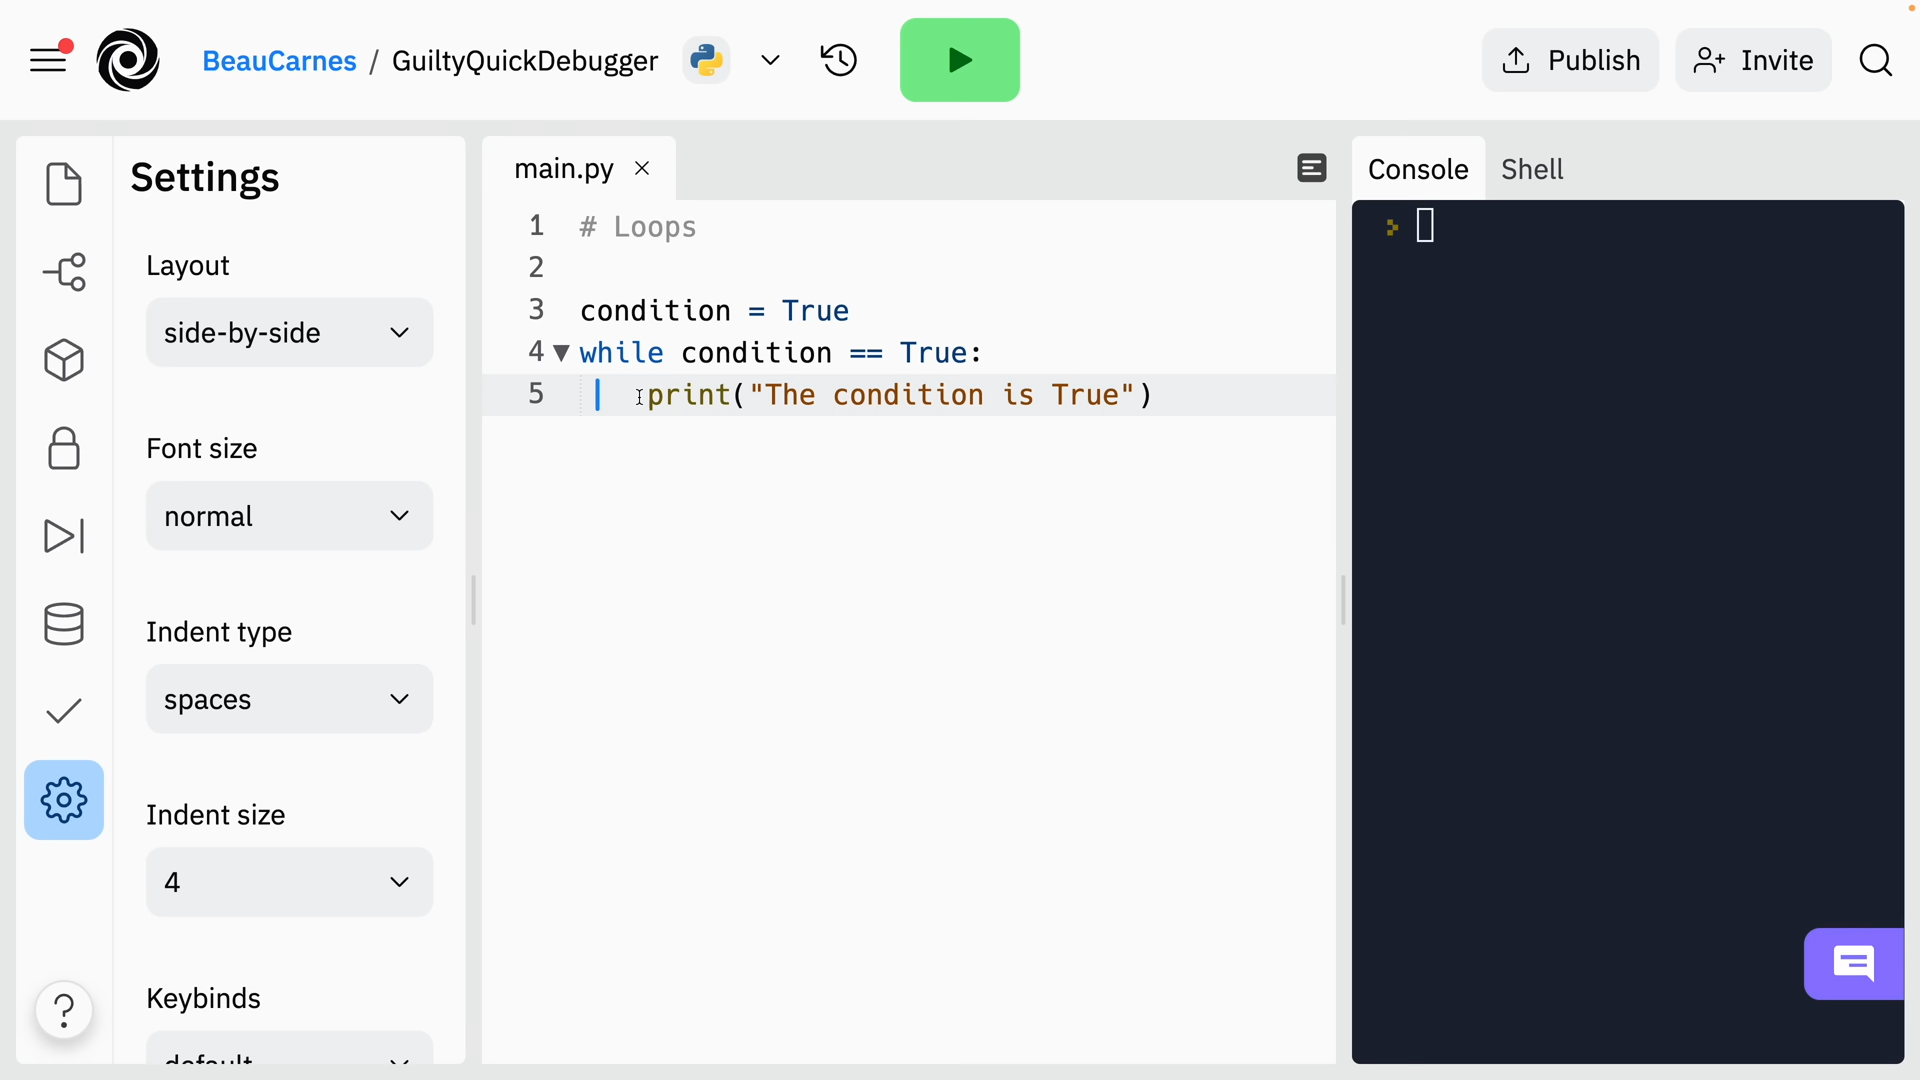 BeauCarnes / GuiltyQuickDebugger
Publish
Invite
Settings
Layout
side-by-side
Font size
normal
Indent type
spaces
Indent size
4
Keybinds
default
?
main.py ×
1 # Loops
2
3 condition = True
4 while condition == True:
5 print("The condition is True")
Console Shell